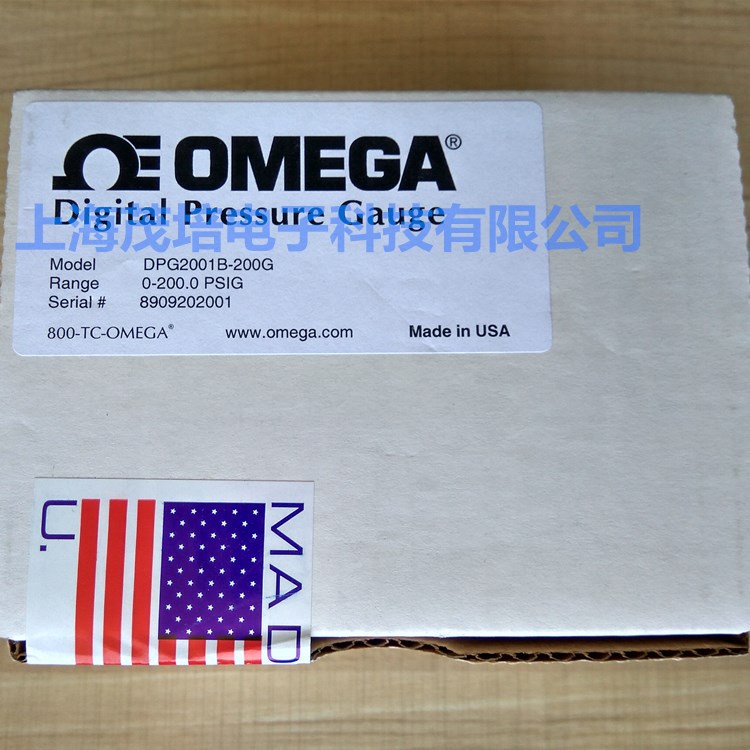 ΩE OMEGA®
Digital Pressure Gauge
上海茂培电子科技有限公司
Model DPG2001B-200G
Range 0-200.0 PSIG
Serial # 8909202001
800-TC-OMEGA® www.omega.com Made in USA
MAD
U.